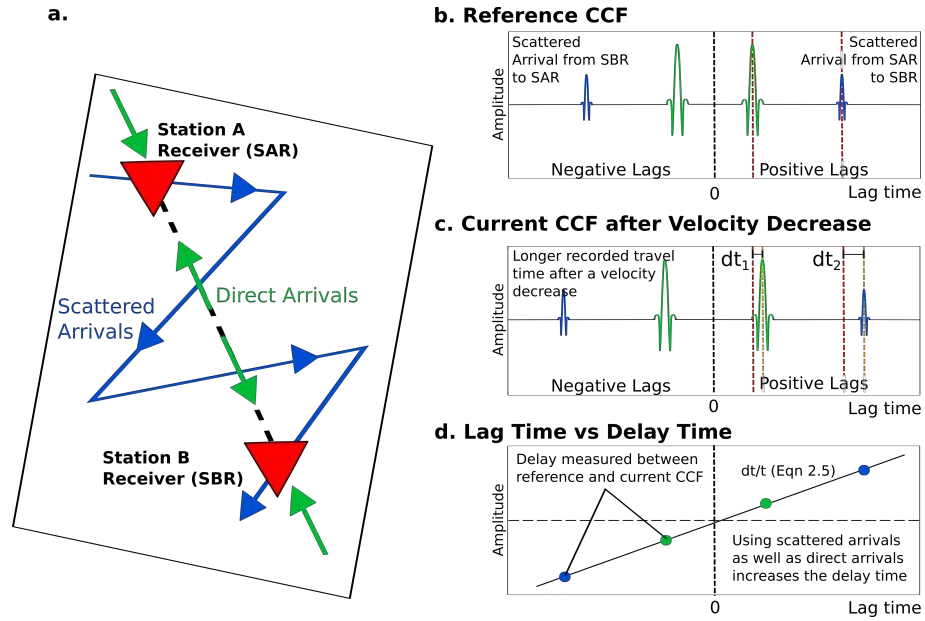 a.
Station A
Receiver (SAR)
Scattered
Arrivals
Direct Arrivals
Station B
Receiver (SBR)
b. Reference CCF
Scattered
Arrival from SBR
to SAR
Scattered
Arrival from SAR
to SBR
Amplitude
Negative Lags
Positive Lags
0
Lag time
c. Current CCF after Velocity Decrease
Longer recorded travel
time after a velocity
decrease
dt1
dt2
Amplitude
Negative Lags
Positive Lags
0
Lag time
d. Lag Time vs Delay Time
Delay measured between
reference and current CCF
dt/t (Eqn 2.5)
Amplitude
Using scattered arrivals
as well as direct arrivals
increases the delay time
0
Lag time